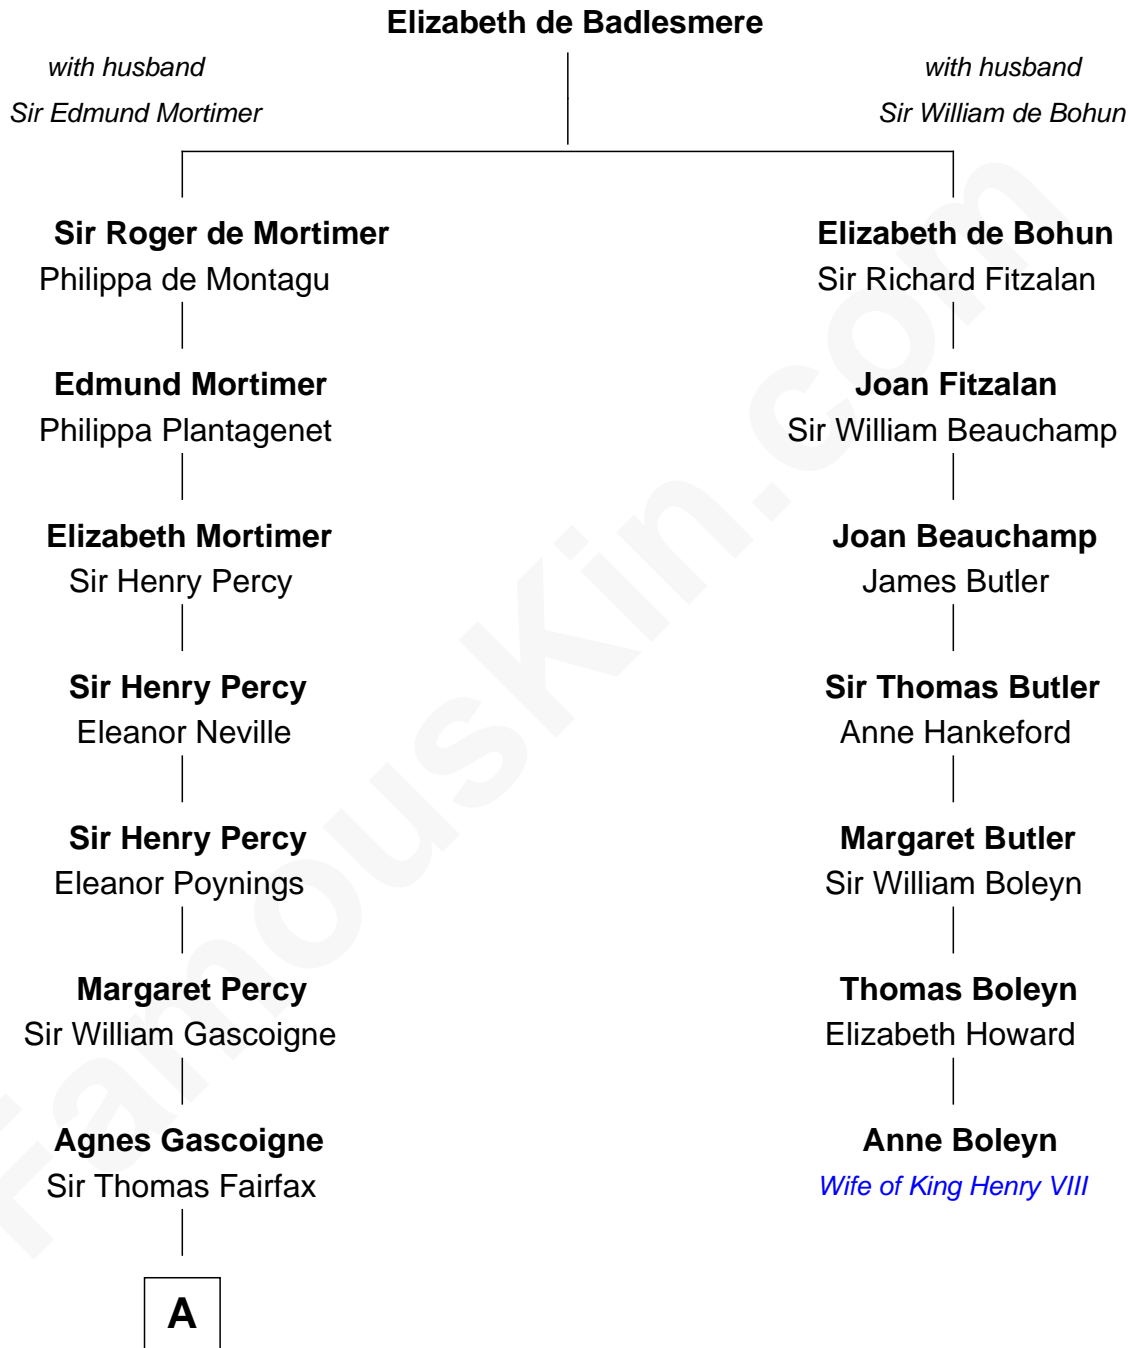 Elizabeth de Badlesmere
with husband
Sir Edmund Mortimer
with husband
Sir William de Bohun
Sir Roger de Mortimer
Philippa de Montagu
Elizabeth de Bohun
Sir Richard Fitzalan
Edmund Mortimer
Philippa Plantagenet
Joan Fitzalan
Sir William Beauchamp
Elizabeth Mortimer
Sir Henry Percy
Joan Beauchamp
James Butler
Sir Henry Percy
Eleanor Neville
Sir Thomas Butler
Anne Hankeford
Sir Henry Percy
Eleanor Poynings
Margaret Butler
Sir William Boleyn
Margaret Percy
Sir William Gascoigne
Thomas Boleyn
Elizabeth Howard
Agnes Gascoigne
Sir Thomas Fairfax
Anne Boleyn
Wife of King Henry VIII
A
FamousKin.com